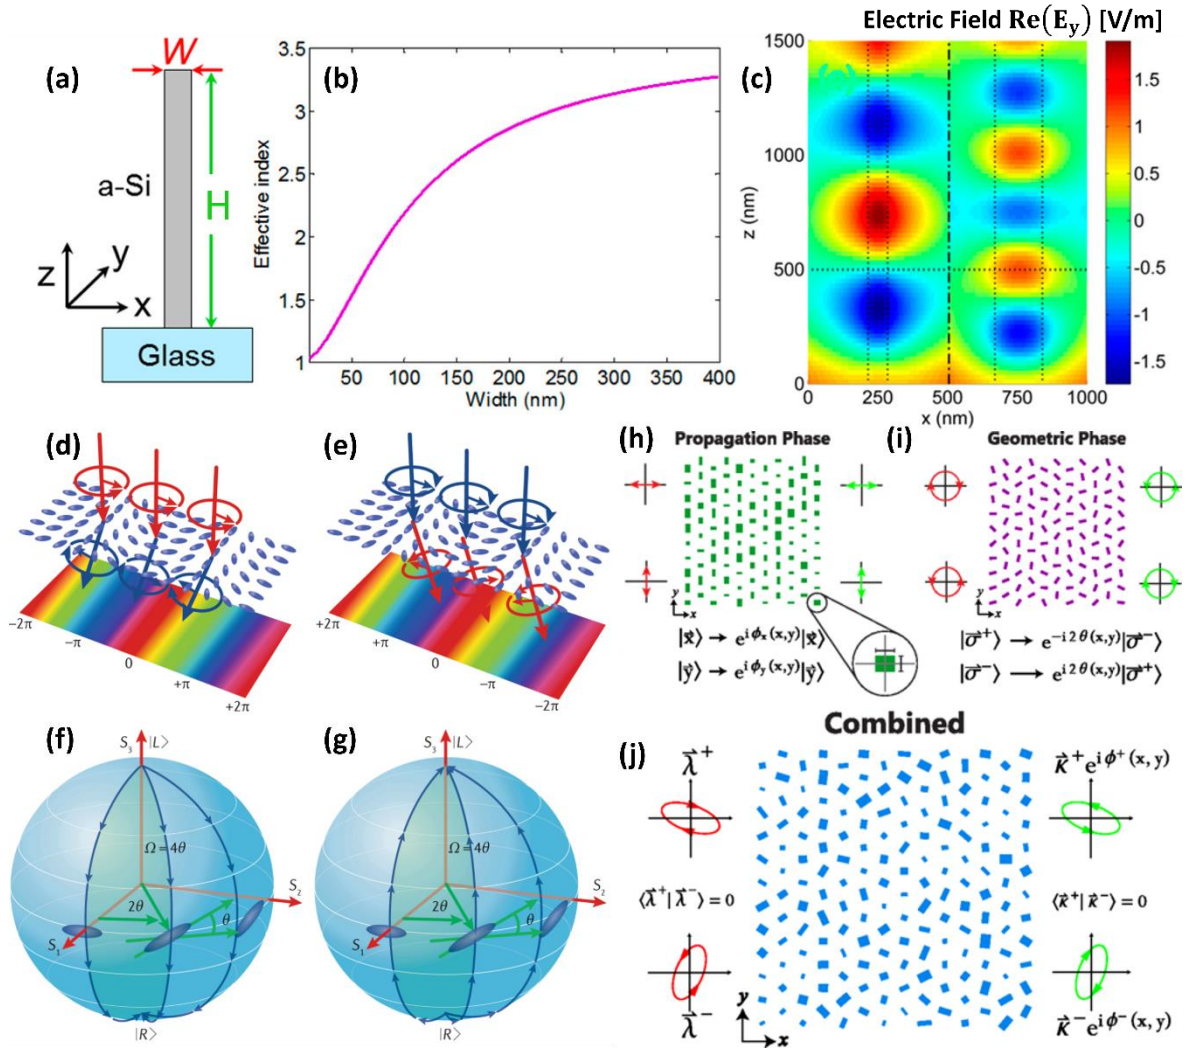 (a)
W
a-Si
H
z
y
x
Glass
(b)
Effective index
3.5
3
2.5
2
1.5
1
50
100
150
200
250
300
350
400
Width (nm)
Electric Field Re(E_y) [V/m]
(c)
z (nm)
1500
1000
500
0
0
250
500
750
1000
x (nm)
1.5
1
0.5
0
-0.5
-1
-1.5
(d)
−2π
−π
0
+π
+2π
(e)
+2π
0
−π
−2π
(h)
Propagation Phase
y
x
|x⃗⟩ → e^{iϕ_x(x,y)}|x⃗⟩
|y⃗⟩ → e^{iϕ_y(x,y)}|y⃗⟩
(i)
Geometric Phase
y
x
|σ⃗⁺⟩ → e^{−i2θ(x,y)}|σ⃗⁻⟩
|σ⃗⁻⟩ → e^{i2θ(x,y)}|σ⃗⁺⟩
(f)
S₃ |L⟩
Ω = 4θ
S₂
2θ
θ
S₁
|R⟩
(g)
S₃ |L⟩
Ω = 4θ
S₂
2θ
θ
S₁
|R⟩
Combined
(j)
λ⃗⁺
κ⃗⁺e^{iϕ⁺(x,y)}
⟨λ⃗⁺|λ⃗⁻⟩ = 0
⟨κ⃗⁺|κ⃗⁻⟩ = 0
λ⃗⁻
κ⃗⁻e^{iϕ⁻(x,y)}
y
x